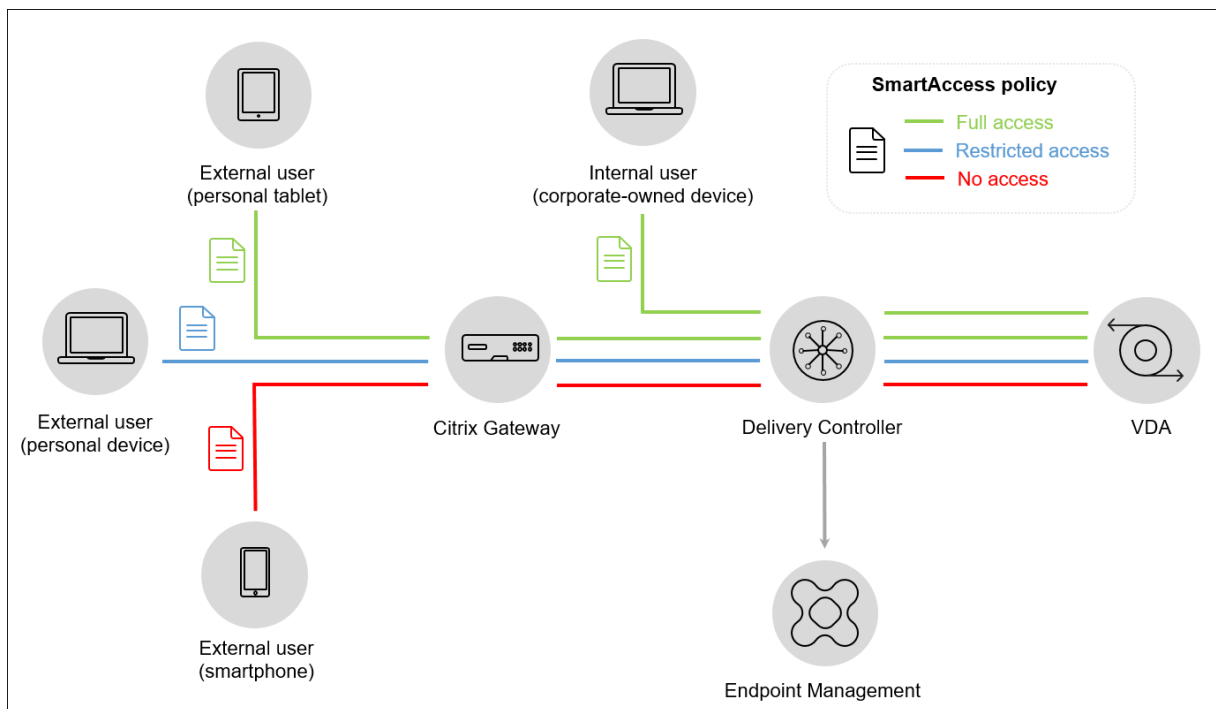 SmartAccess policy
Full access
Restricted access
No access
External user
(personal tablet)
Internal user
(corporate-owned device)
External user
(personal device)
Citrix Gateway
Delivery Controller
VDA
External user
(smartphone)
Endpoint Management